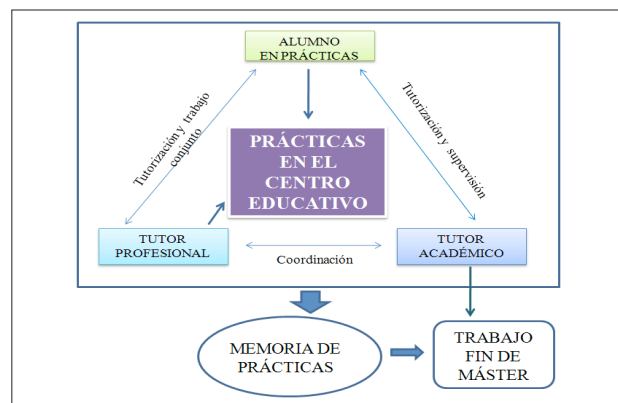 ALUMNO
EN PRÁCTICAS
Tutorización y trabajo
conjunto
Tutorización y supervisión
PRÁCTICAS
EN EL
CENTRO
EDUCATIVO
TUTOR
PROFESIONAL
Coordinación
TUTOR
ACADÉMICO
MEMORIA DE
PRÁCTICAS
TRABAJO
FIN DE
MÁSTER